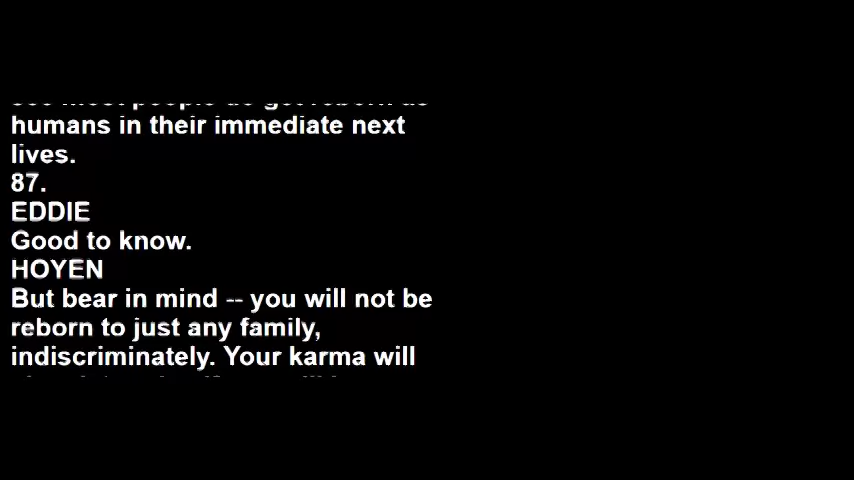 humans in their immediate next
lives.
87.
EDDIE
Good to know.
HOYEN
But bear in mind -- you will not be
reborn to just any family,
indiscriminately. Your karma will